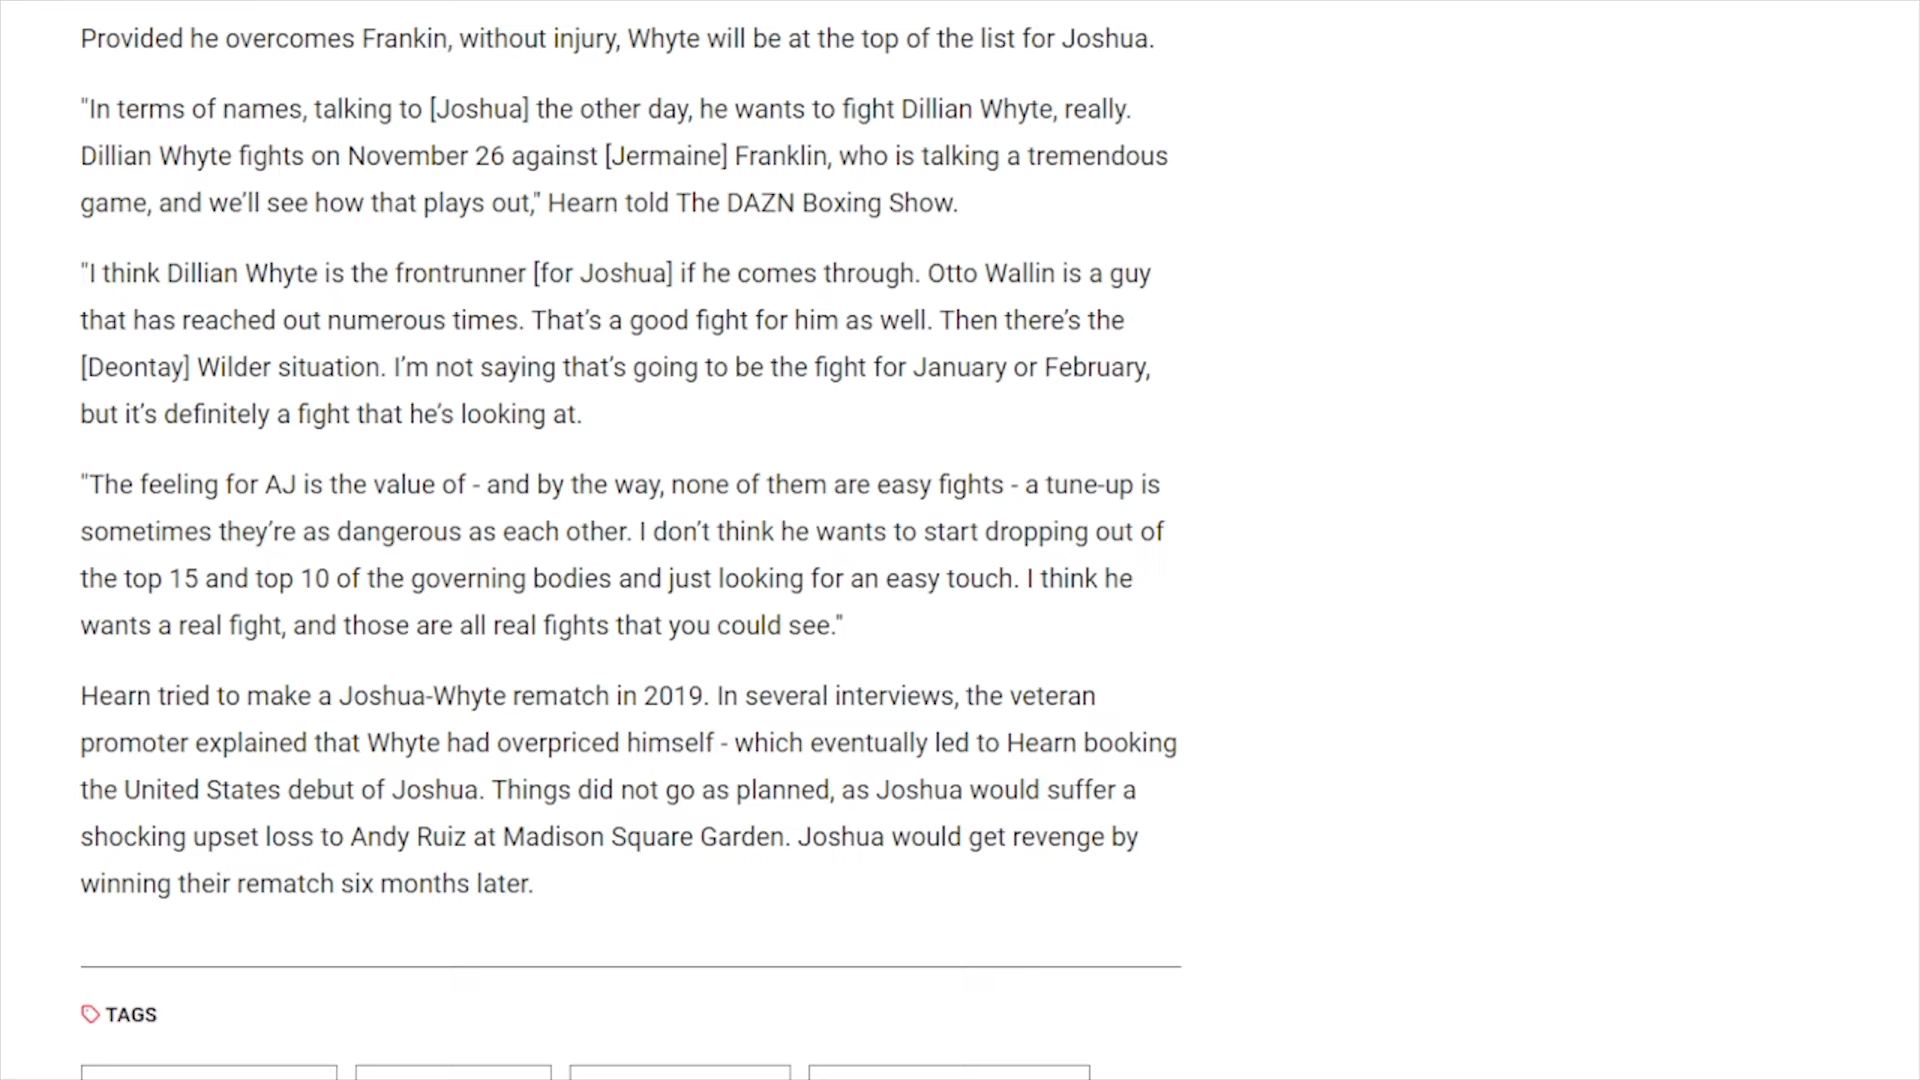 Provided he overcomes Frankin, without injury, Whyte will be at the top of the list for Joshua.
"In terms of names, talking to [Joshua] the other day, he wants to fight Dillian Whyte, really.
Dillian Whyte fights on November 26 against [Jermaine] Franklin, who is talking a tremendous
game, and we’ll see how that plays out," Hearn told The DAZN Boxing Show.
"I think Dillian Whyte is the frontrunner [for Joshua] if he comes through. Otto Wallin is a guy
that has reached out numerous times. That’s a good fight for him as well. Then there’s the
[Deontay] Wilder situation. I’m not saying that’s going to be the fight for January or February,
but it’s definitely a fight that he’s looking at.
"The feeling for AJ is the value of - and by the way, none of them are easy fights - a tune-up is
sometimes they’re as dangerous as each other. I don’t think he wants to start dropping out of
the top 15 and top 10 of the governing bodies and just looking for an easy touch. I think he
wants a real fight, and those are all real fights that you could see."
Hearn tried to make a Joshua-Whyte rematch in 2019. In several interviews, the veteran
promoter explained that Whyte had overpriced himself - which eventually led to Hearn booking
the United States debut of Joshua. Things did not go as planned, as Joshua would suffer a
shocking upset loss to Andy Ruiz at Madison Square Garden. Joshua would get revenge by
winning their rematch six months later.
TAGS